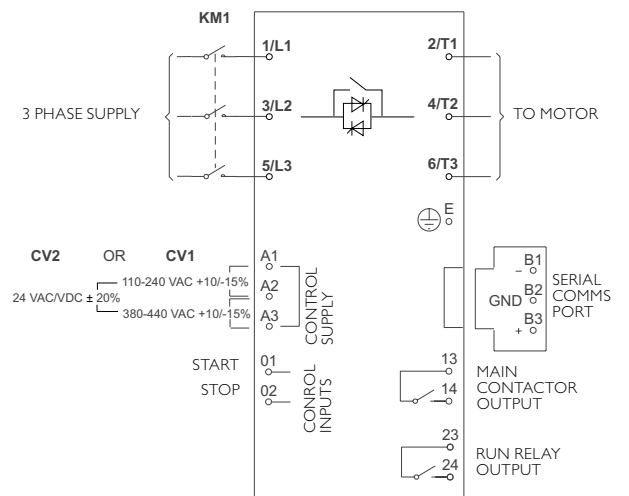 KM1
1/L1
2/T1
3 PHASE SUPPLY
3/L2
4/T2
TO MOTOR
5/L3
6/T3
E
CV2 OR CV1
A1
110-240 VAC +10/-15%
A2
24 VAC/VDC ± 20%
380-440 VAC +10/-15%
A3
CONTROL
SUPPLY
B1
−
B2
GND
B3
+
SERIAL
COMMS
PORT
START 01
STOP 02
CONROL
INPUTS
13
14
MAIN
CONTACTOR
OUTPUT
23
24
RUN RELAY
OUTPUT